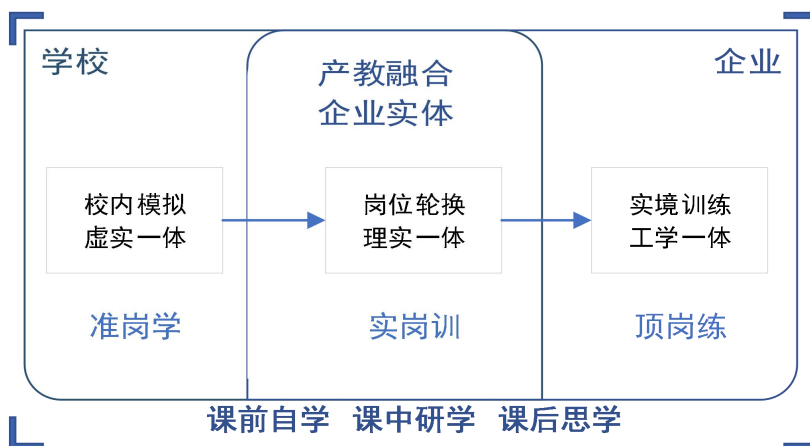 学校
产教融合
企业实体
企业
校内模拟
虚实一体
岗位轮换
理实一体
实境训练
工学一体
准岗学
实岗训
顶岗练
课前自学 课中研学 课后思学